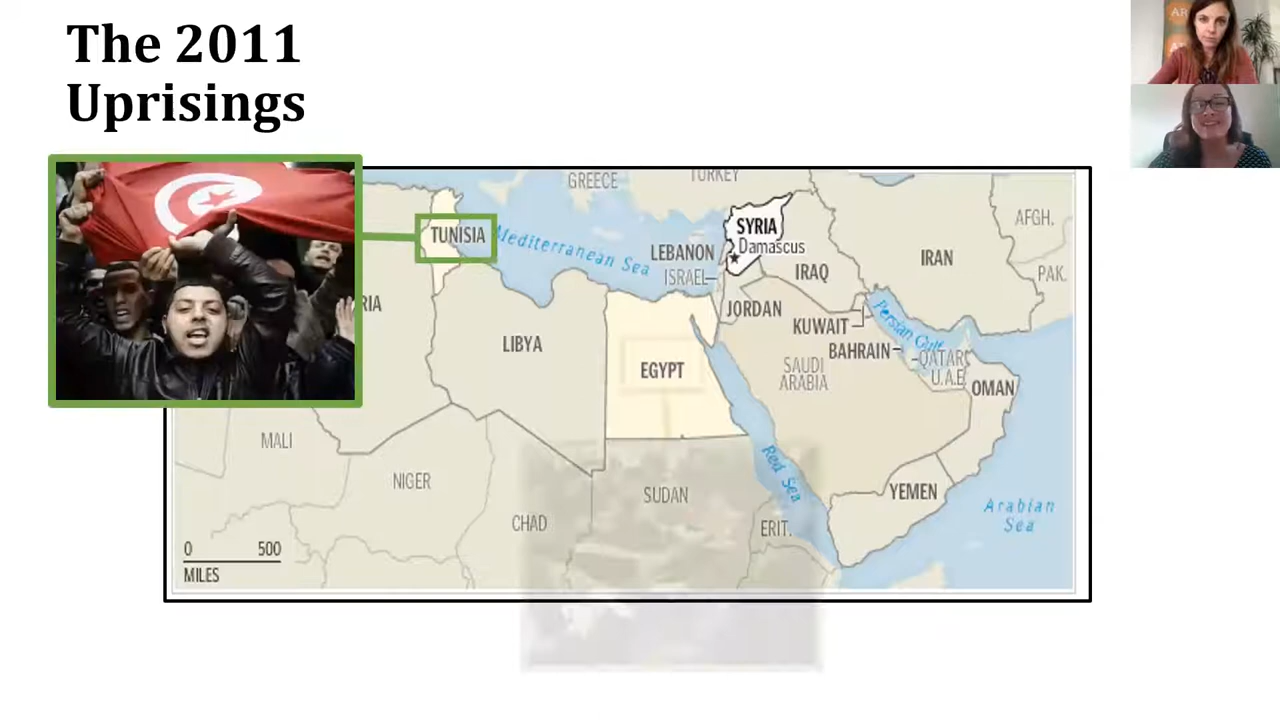 The 2011
Uprisings
AR
GREECE
TURKEY
TUNISIA
Mediterranean Sea
SYRIA
Damascus
LEBANON
ISRAEL
IRAQ
IRAN
AFGH.
PAK.
RIA
LIBYA
EGYPT
JORDAN
KUWAIT
Persian Gulf
BAHRAIN
QATAR
U.A.E.
SAUDI
ARABIA
OMAN
MALI
NIGER
CHAD
SUDAN
Red Sea
ERIT.
YEMEN
Arabian
Sea
0 500
MILES